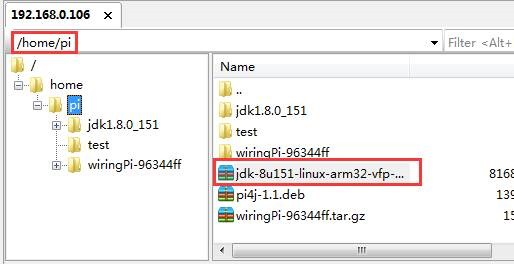 192.168.0.106
/home/pi
Filter <Alt+
/
home
pi
jdk1.8.0_151
test
wiringPi-96344ff
Name
..
jdk1.8.0_151
test
wiringPi-96344ff
jdk-8u151-linux-arm32-vfp-... 8168
pi4j-1.1.deb 139
wiringPi-96344ff.tar.gz